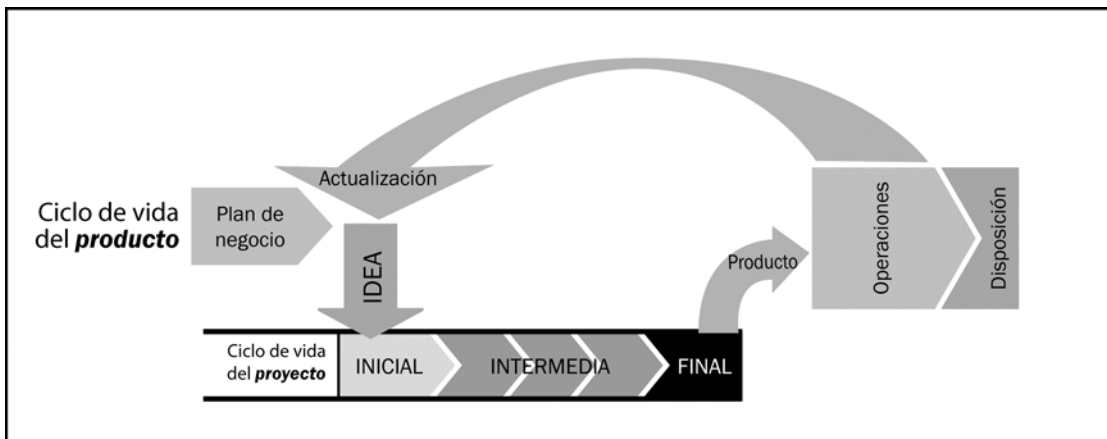 Actualización
Ciclo de vida
del producto
Plan de
negocio
IDEA
Producto
Operaciones
Disposición
Ciclo de vida
del proyecto
INICIAL
INTERMEDIA
FINAL